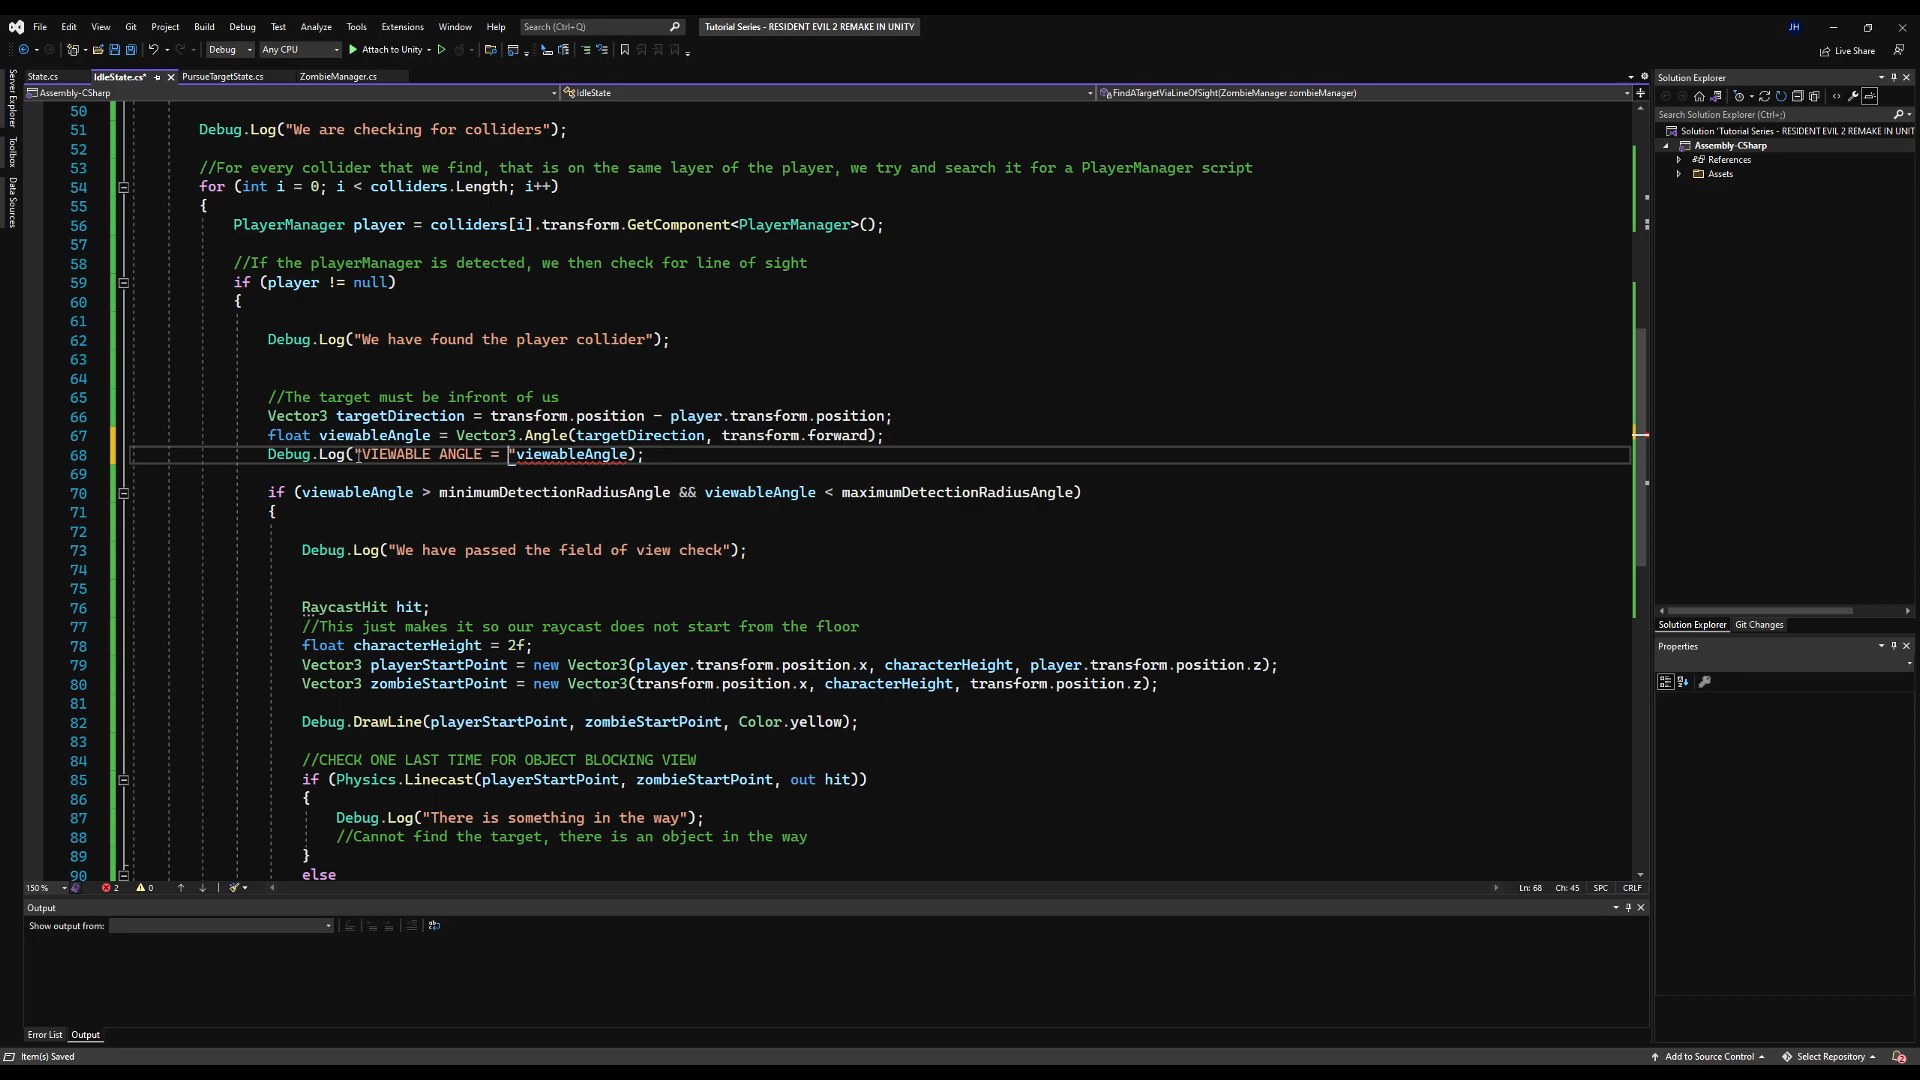 File Edit View Git Project Build Debug Test Analyze Tools Extensions Window Help Search (Ctrl+Q) Tutorial Series - RESIDENT EVIL 2 REMAKE IN UNITY JH
Debug Any CPU Attach to Unity Live Share
State.cs IdleState.cs* PursueTargetState.cs ZombieManager.cs
Assembly-CSharp IdleState FindATargetViaLineOfSight(ZombieManager zombieManager)
Server Explorer
Toolbox
Data Sources
50
51 Debug.Log("We are checking for colliders");
52
53 //For every collider that we find, that is on the same layer of the player, we try and search it for a PlayerManager script
54 for (int i = 0; i < colliders.Length; i++)
55 {
56 PlayerManager player = colliders[i].transform.GetComponent<PlayerManager>();
57
58 //If the playerManager is detected, we then check for line of sight
59 if (player != null)
60 {
61
62 Debug.Log("We have found the player collider");
63
64
65 //The target must be infront of us
66 Vector3 targetDirection = transform.position - player.transform.position;
67 float viewableAngle = Vector3.Angle(targetDirection, transform.forward);
68 Debug.Log("VIEWABLE ANGLE = "viewableAngle);
69
70 if (viewableAngle > minimumDetectionRadiusAngle && viewableAngle < maximumDetectionRadiusAngle)
71 {
72
73 Debug.Log("We have passed the field of view check");
74
75
76 RaycastHit hit;
77 //This just makes it so our raycast does not start from the floor
78 float characterHeight = 2f;
79 Vector3 playerStartPoint = new Vector3(player.transform.position.x, characterHeight, player.transform.position.z);
80 Vector3 zombieStartPoint = new Vector3(transform.position.x, characterHeight, transform.position.z);
81
82 Debug.DrawLine(playerStartPoint, zombieStartPoint, Color.yellow);
83
84 //CHECK ONE LAST TIME FOR OBJECT BLOCKING VIEW
85 if (Physics.Linecast(playerStartPoint, zombieStartPoint, out hit))
86 {
87 Debug.Log("There is something in the way");
88 //Cannot find the target, there is an object in the way
89 }
90 else
150 % 2 0 Ln: 68 Ch: 45 SPC CRLF
Output
Show output from:
Error List Output
Solution Explorer
Search Solution Explorer (Ctrl+;)
Solution 'Tutorial Series - RESIDENT EVIL 2 REMAKE IN UNIT
Assembly-CSharp
References
Assets
Solution Explorer Git Changes
Properties
Item(s) Saved Add to Source Control Select Repository 2